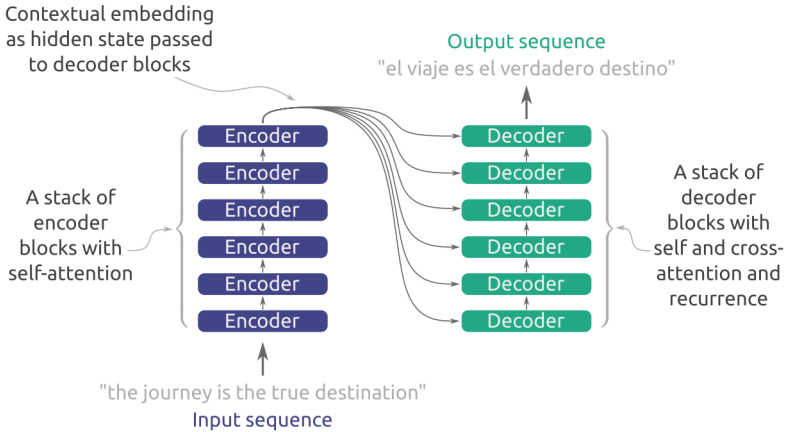 Contextual embedding
as hidden state passed
to decoder blocks
Output sequence
"el viaje es el verdadero destino"
Encoder
Encoder
Encoder
Encoder
Encoder
Encoder
Decoder
Decoder
Decoder
Decoder
Decoder
Decoder
A stack of
encoder
blocks with
self-attention
A stack of
decoder
blocks with
self and cross-
attention and
recurrence
"the journey is the true destination"
Input sequence